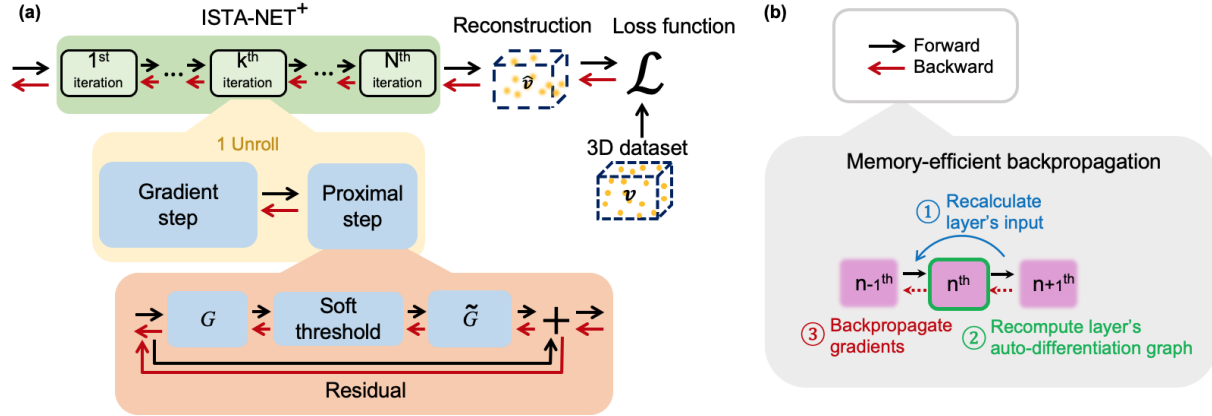 (a)
ISTA-NET+
1st
iteration
...
kth
iteration
...
Nth
iteration
Reconstruction
v̂
Loss function
ℒ
3D dataset
v
1 Unroll
Gradient
step
Proximal
step
G
Soft
threshold
G̃
+
Residual
(b)
Forward
Backward
Memory-efficient backpropagation
① Recalculate
layer's input
n-1th
nth
n+1th
③ Backpropagate
gradients
② Recompute layer's
auto-differentiation graph